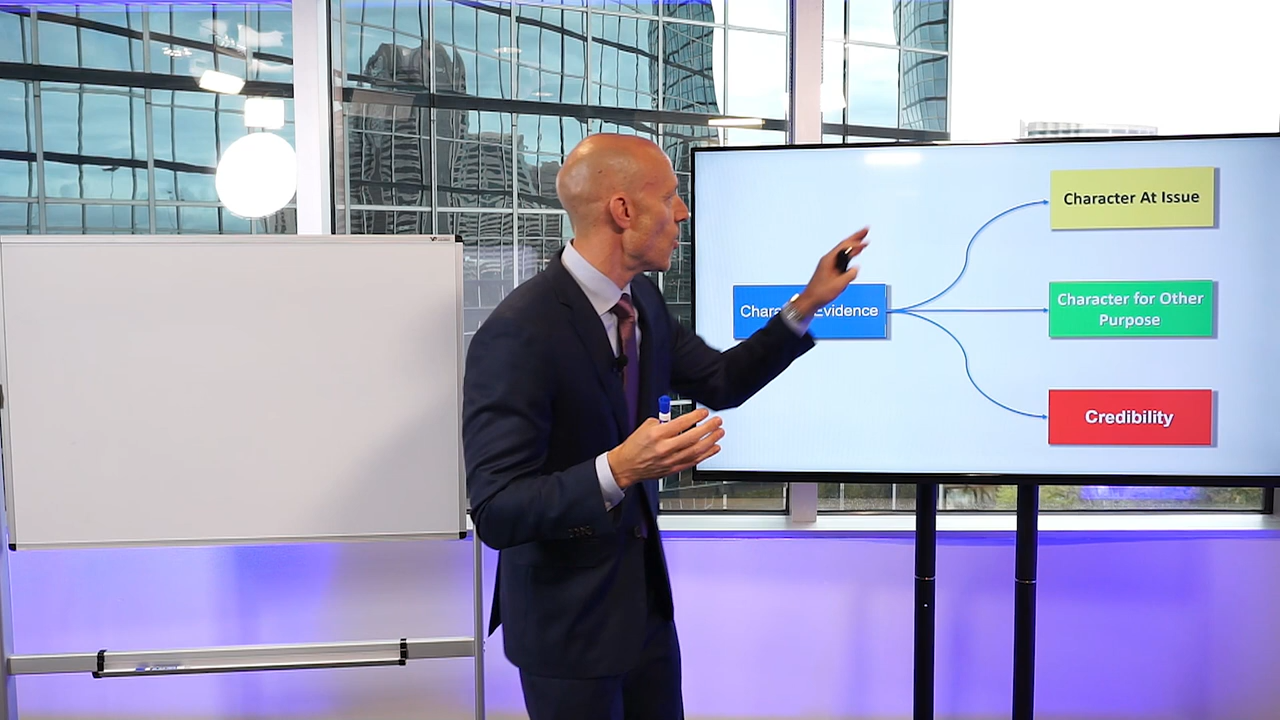 Character At Issue
Evidence
Character for Other
Purpose
Credibility